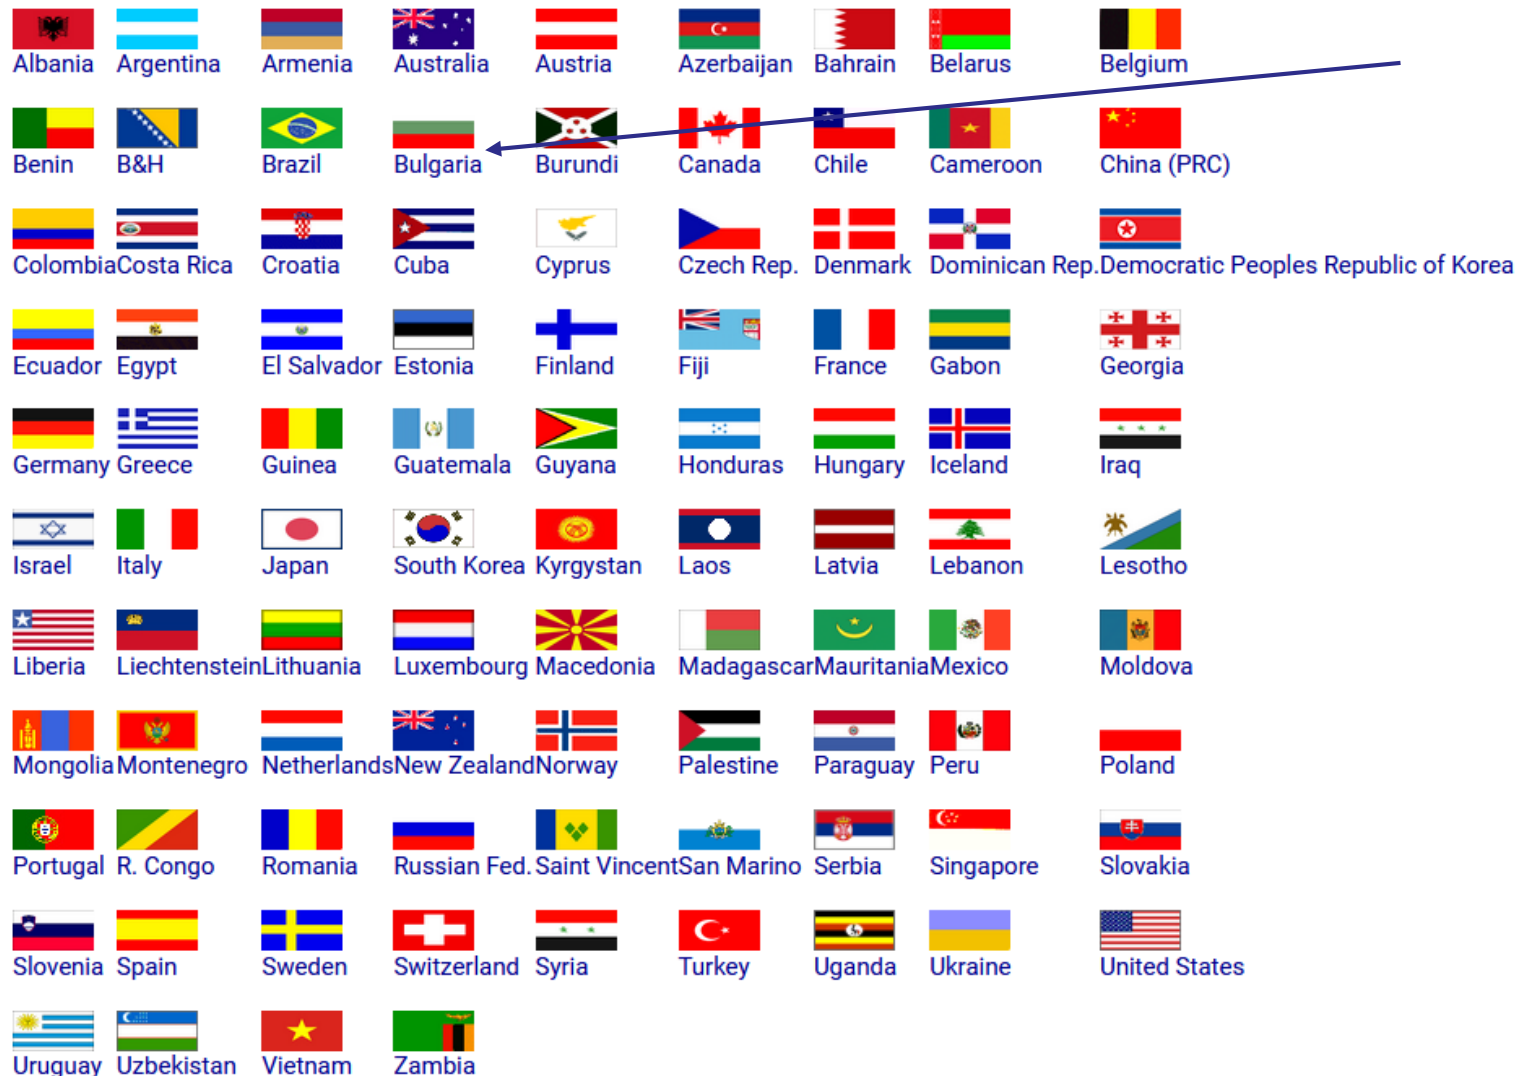 Albania Argentina Armenia Australia Austria Azerbaijan Bahrain Belarus Belgium
Benin B&H Brazil Bulgaria Burundi Canada Chile Cameroon China (PRC)
Colombia Costa Rica Croatia Cuba Cyprus Czech Rep. Denmark Dominican Rep. Democratic Peoples Republic of Korea
Ecuador Egypt El Salvador Estonia Finland Fiji France Gabon Georgia
Germany Greece Guinea Guatemala Guyana Honduras Hungary Iceland Iraq
Israel Italy Japan South Korea Kyrgystan Laos Latvia Lebanon Lesotho
Liberia Liechtenstein Lithuania Luxembourg Macedonia Madagascar Mauritania Mexico Moldova
Mongolia Montenegro Netherlands New Zealand Norway Palestine Paraguay Peru Poland
Portugal R. Congo Romania Russian Fed. Saint Vincent San Marino Serbia Singapore Slovakia
Slovenia Spain Sweden Switzerland Syria Turkey Uganda Ukraine United States
Uruguay Uzbekistan Vietnam Zambia